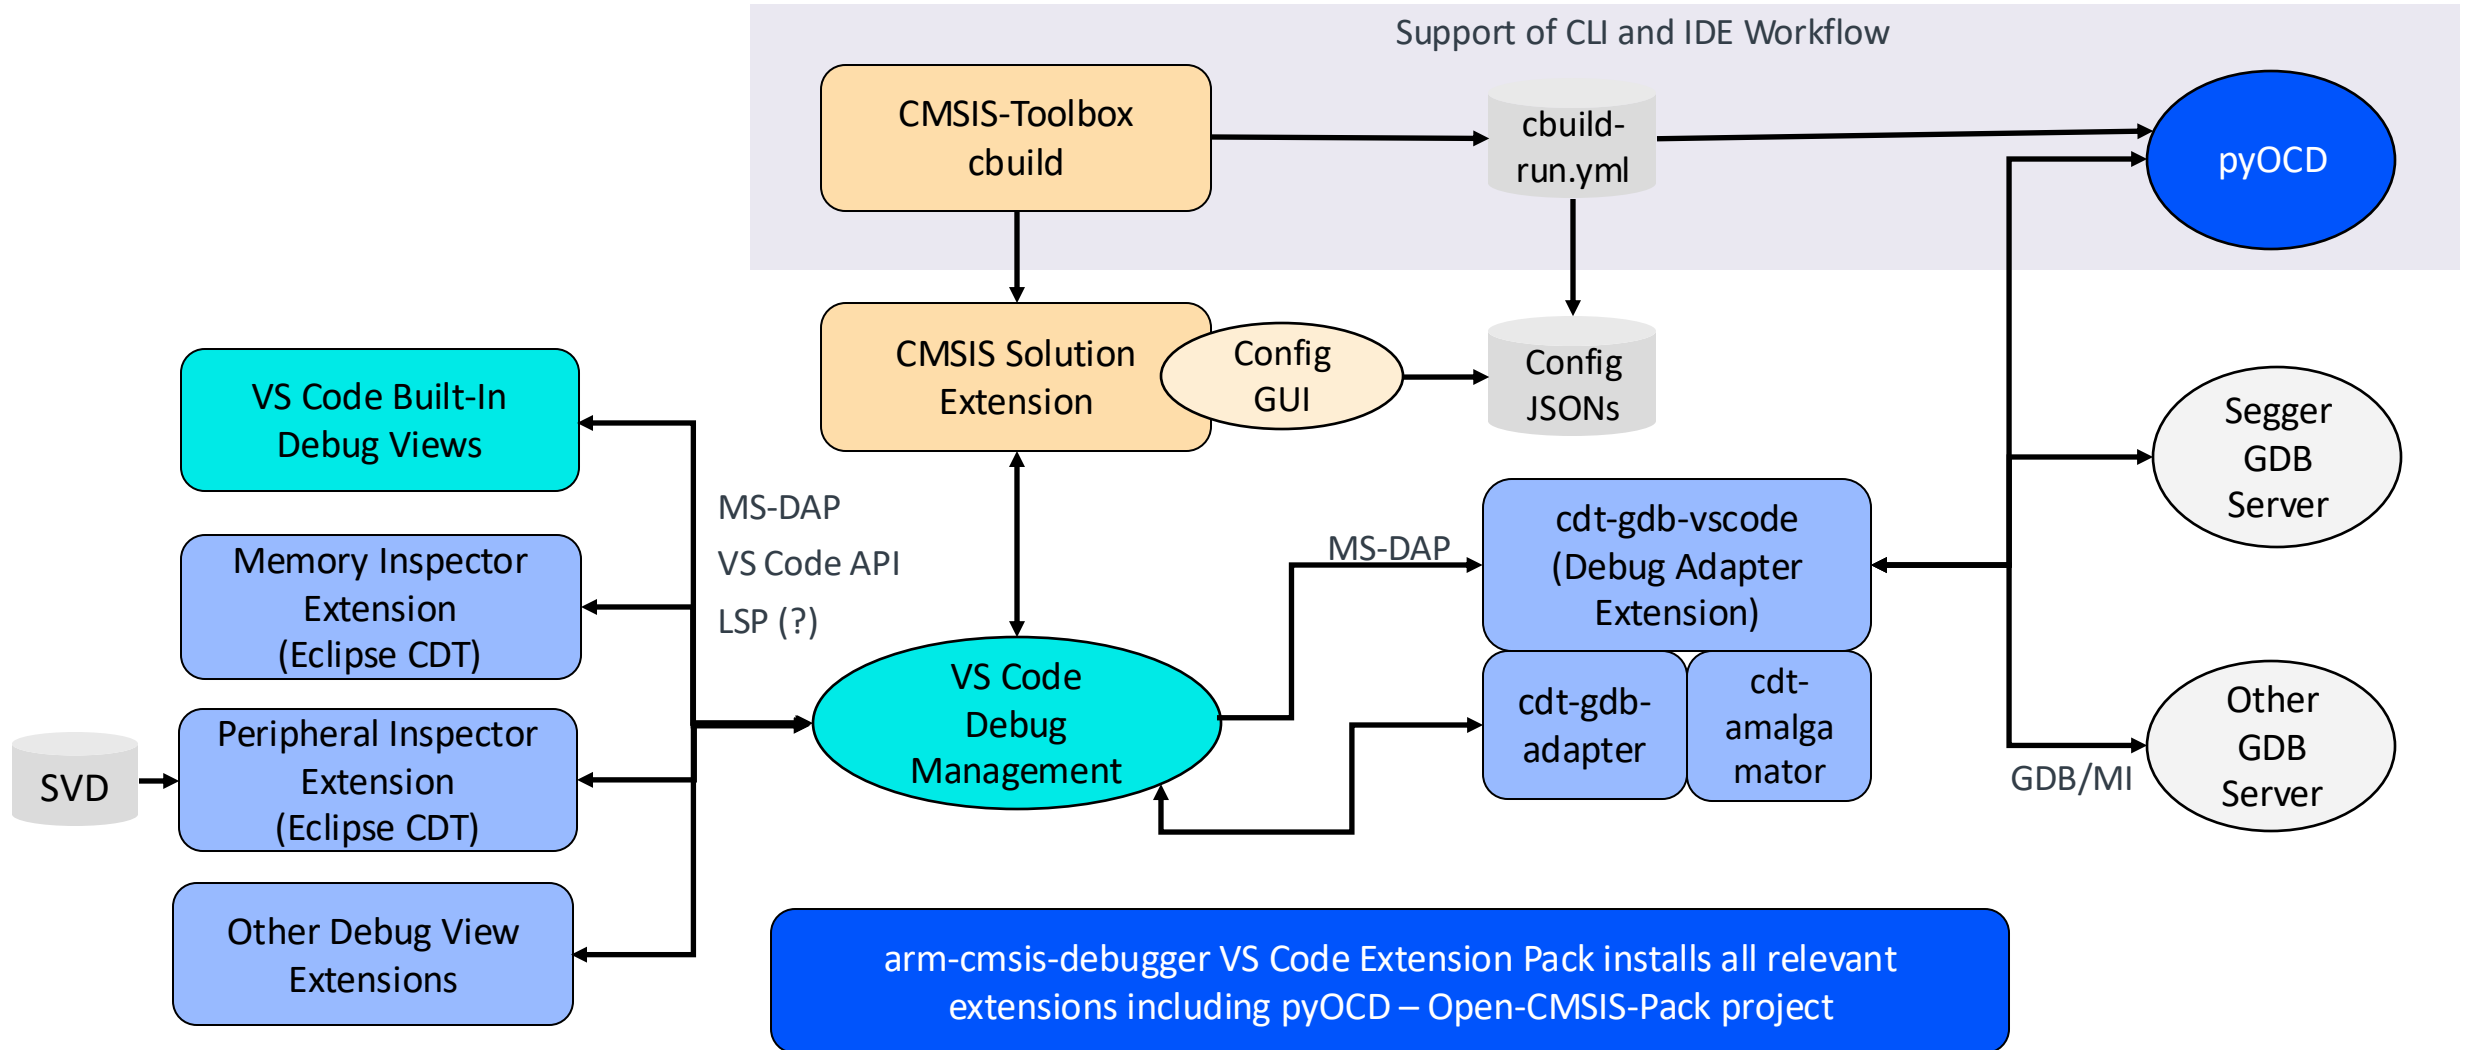 Support of CLI and IDE Workflow
CMSIS-Toolbox
cbuild
cbuild-
run.yml
pyOCD
CMSIS Solution
Extension
Config
GUI
Config
JSONs
VS Code Built-In
Debug Views
Segger
GDB
Server
MS-DAP
VS Code API
LSP (?)
Memory Inspector
Extension
(Eclipse CDT)
MS-DAP
cdt-gdb-vscode
(Debug Adapter
Extension)
VS Code
Debug
Management
cdt-gdb-
adapter
cdt-
amalga
mator
Other
GDB
Server
GDB/MI
SVD
Peripheral Inspector
Extension
(Eclipse CDT)
Other Debug View
Extensions
arm-cmsis-debugger VS Code Extension Pack installs all relevant
extensions including pyOCD – Open-CMSIS-Pack project